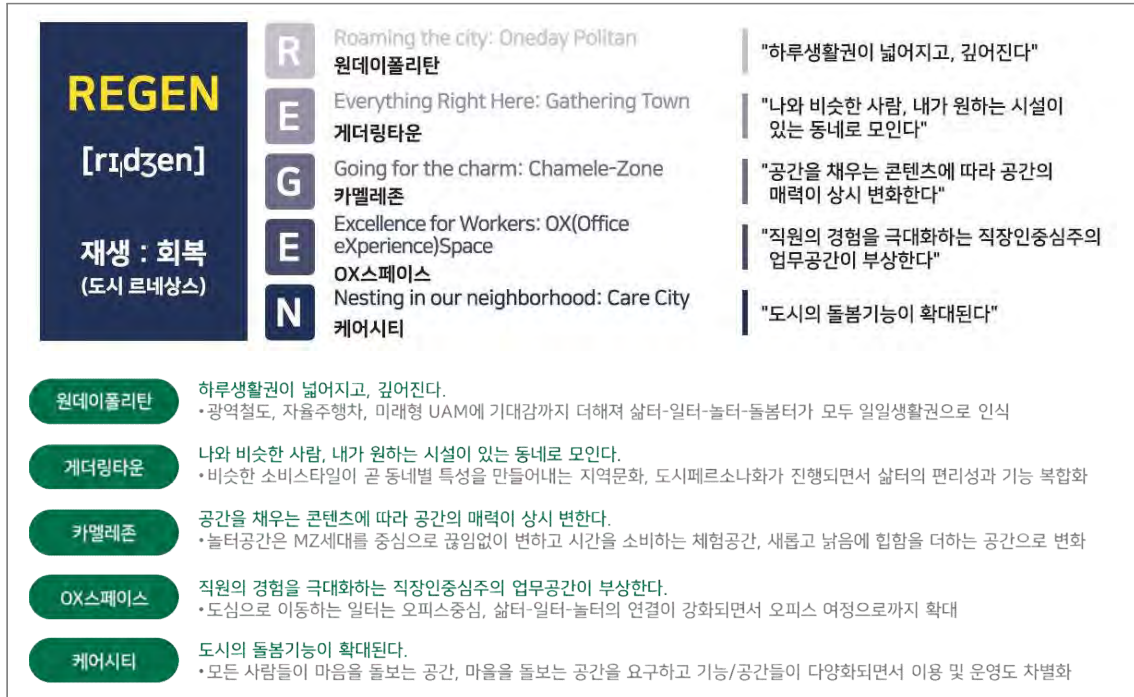 REGEN
[rɪ|dʒen]
재생 : 회복
(도시 르네상스)
R
Roaming the city: Oneday Politan
원데이폴리탄
"하루생활권이 넓어지고, 깊어진다"
E
Everything Right Here: Gathering Town
게더링타운
"나와 비슷한 사람, 내가 원하는 시설이
있는 동네로 모인다"
G
Going for the charm: Chamele-Zone
카멜레존
"공간을 채우는 콘텐츠에 따라 공간의
매력이 상시 변화한다"
E
Excellence for Workers: OX(Office
eXperience)Space
OX스페이스
"직원의 경험을 극대화하는 직장인중심주의
업무공간이 부상한다"
N
Nesting in our neighborhood: Care City
케어시티
"도시의 돌봄기능이 확대된다"
원데이폴리탄
하루생활권이 넓어지고, 깊어진다.
•광역철도, 자율주행차, 미래형 UAM에 기대감까지 더해져 삶터-일터-놀터-돌봄터가 모두 일일생활권으로 인식
게더링타운
나와 비슷한 사람, 내가 원하는 시설이 있는 동네로 모인다.
•비슷한 소비스타일이 곧 동네별 특성을 만들어내는 지역문화, 도시페르소나화가 진행되면서 삶터의 편리성과 기능 복합화
카멜레존
공간을 채우는 콘텐츠에 따라 공간의 매력이 상시 변한다.
•놀터공간은 MZ세대를 중심으로 끊임없이 변하고 시간을 소비하는 체험공간, 새롭고 낡음에 힙함을 더하는 공간으로 변화
OX스페이스
직원의 경험을 극대화하는 직장인중심주의 업무공간이 부상한다.
•도심으로 이동하는 일터는 오피스중심, 삶터-일터-놀터의 연결이 강화되면서 오피스 여정으로까지 확대
케어시티
도시의 돌봄기능이 확대된다.
•모든 사람들이 마음을 돌보는 공간, 마을을 돌보는 공간을 요구하고 기능/공간들이 다양화되면서 이용 및 운영도 차별화